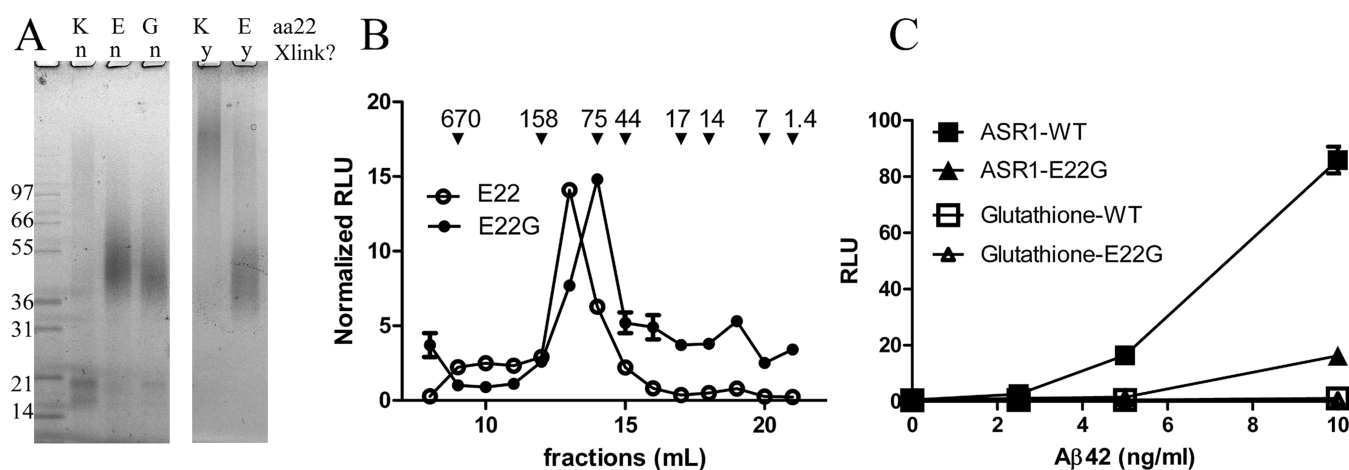 A
K E G K E aa22
n n n y y Xlink?
97
66
55
36
31
21
14
B
20
15
10
5
0
Normalized RLU
670 158 75 44 17 14 7 1.4
E22
E22G
10 15 20
fractions (mL)
C
100
80
60
40
20
0
RLU
ASR1-WT
ASR1-E22G
Glutathione-WT
Glutathione-E22G
0 2 4 6 8 10
Aβ42 (ng/ml)